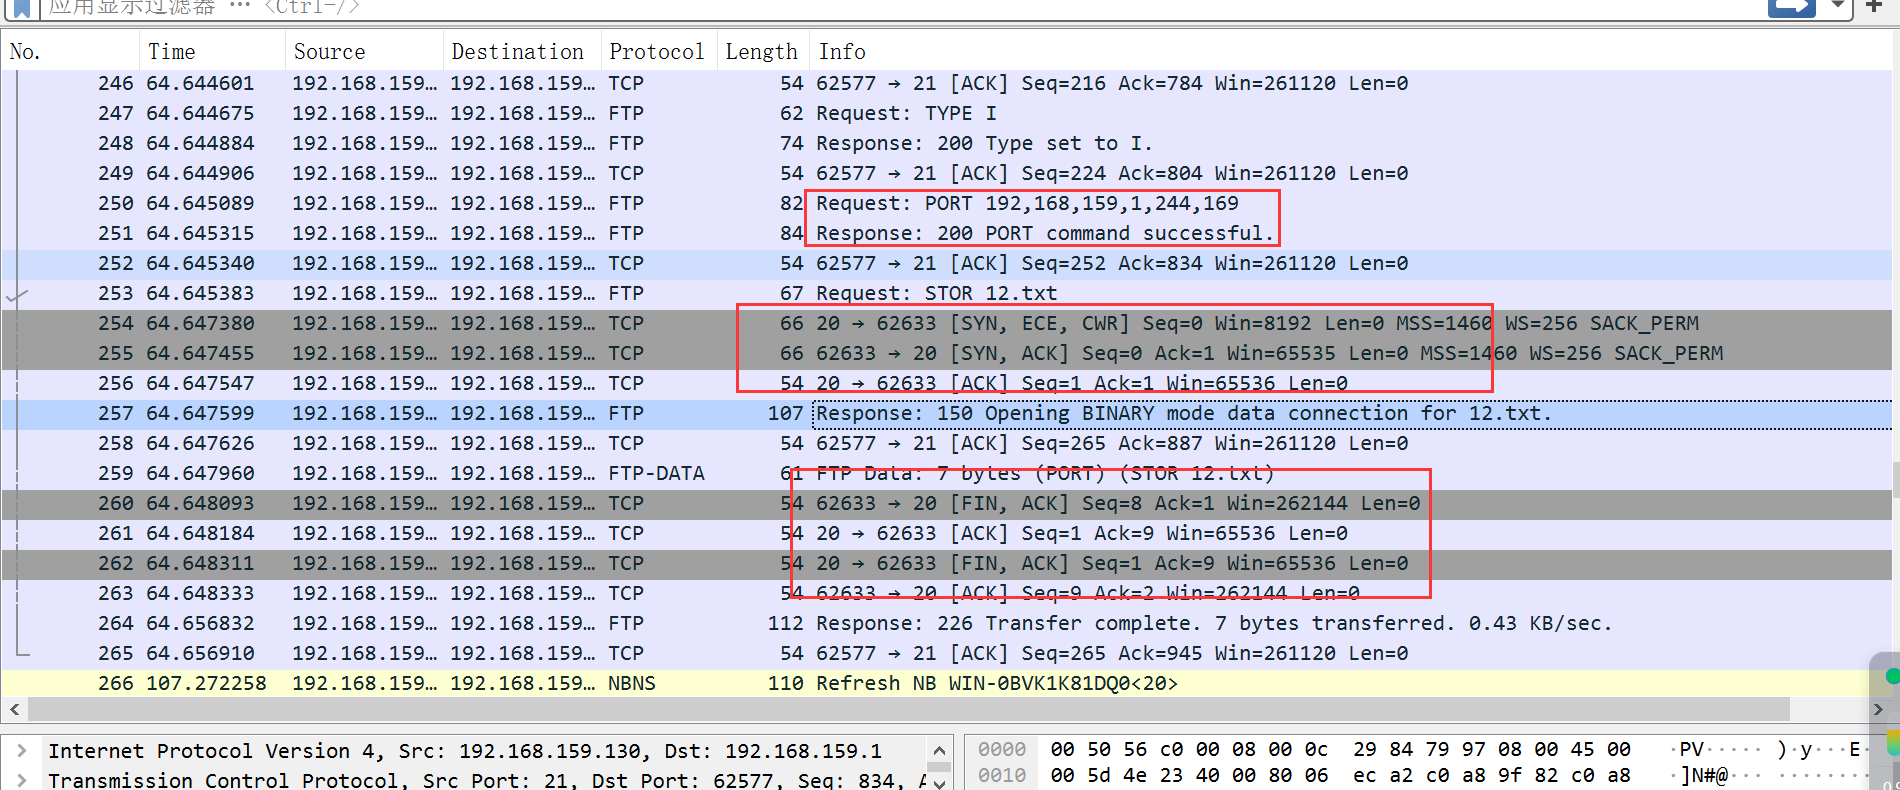 应用显示过滤器 … <Ctrl-/>
No. Time Source Destination Protocol Length Info
246 64.644601 192.168.159… 192.168.159… TCP 54 62577 → 21 [ACK] Seq=216 Ack=784 Win=261120 Len=0
247 64.644675 192.168.159… 192.168.159… FTP 62 Request: TYPE I
248 64.644884 192.168.159… 192.168.159… FTP 74 Response: 200 Type set to I.
249 64.644906 192.168.159… 192.168.159… TCP 54 62577 → 21 [ACK] Seq=224 Ack=804 Win=261120 Len=0
250 64.645089 192.168.159… 192.168.159… FTP 82 Request: PORT 192,168,159,1,244,169
251 64.645315 192.168.159… 192.168.159… FTP 84 Response: 200 PORT command successful.
252 64.645340 192.168.159… 192.168.159… TCP 54 62577 → 21 [ACK] Seq=252 Ack=834 Win=261120 Len=0
253 64.645383 192.168.159… 192.168.159… FTP 67 Request: STOR 12.txt
254 64.647380 192.168.159… 192.168.159… TCP 66 20 → 62633 [SYN, ECE, CWR] Seq=0 Win=8192 Len=0 MSS=1460 WS=256 SACK_PERM
255 64.647455 192.168.159… 192.168.159… TCP 66 62633 → 20 [SYN, ACK] Seq=0 Ack=1 Win=65535 Len=0 MSS=1460 WS=256 SACK_PERM
256 64.647547 192.168.159… 192.168.159… TCP 54 20 → 62633 [ACK] Seq=1 Ack=1 Win=65536 Len=0
257 64.647599 192.168.159… 192.168.159… FTP 107 Response: 150 Opening BINARY mode data connection for 12.txt.
258 64.647626 192.168.159… 192.168.159… TCP 54 62577 → 21 [ACK] Seq=265 Ack=887 Win=261120 Len=0
259 64.647960 192.168.159… 192.168.159… FTP-DATA 61 FTP Data: 7 bytes (PORT) (STOR 12.txt)
260 64.648093 192.168.159… 192.168.159… TCP 54 62633 → 20 [FIN, ACK] Seq=8 Ack=1 Win=262144 Len=0
261 64.648184 192.168.159… 192.168.159… TCP 54 20 → 62633 [ACK] Seq=1 Ack=9 Win=65536 Len=0
262 64.648311 192.168.159… 192.168.159… TCP 54 20 → 62633 [FIN, ACK] Seq=1 Ack=9 Win=65536 Len=0
263 64.648333 192.168.159… 192.168.159… TCP 54 62633 → 20 [ACK] Seq=9 Ack=2 Win=262144 Len=0
264 64.656832 192.168.159… 192.168.159… FTP 112 Response: 226 Transfer complete. 7 bytes transferred. 0.43 KB/sec.
265 64.656910 192.168.159… 192.168.159… TCP 54 62577 → 21 [ACK] Seq=265 Ack=945 Win=261120 Len=0
266 107.272258 192.168.159… 192.168.159… NBNS 110 Refresh NB WIN-0BVK1K81DQ0<20>
Internet Protocol Version 4, Src: 192.168.159.130, Dst: 192.168.159.1
Transmission Control Protocol, Src Port: 21, Dst Port: 62577, Seq: 834, A
0000 00 50 56 c0 00 08 00 0c 29 84 79 97 08 00 45 00 ·PV·····)·y···E·
0010 00 5d 4e 23 40 00 80 06 ec a2 c0 a8 9f 82 c0 a8 ·]N#@···········